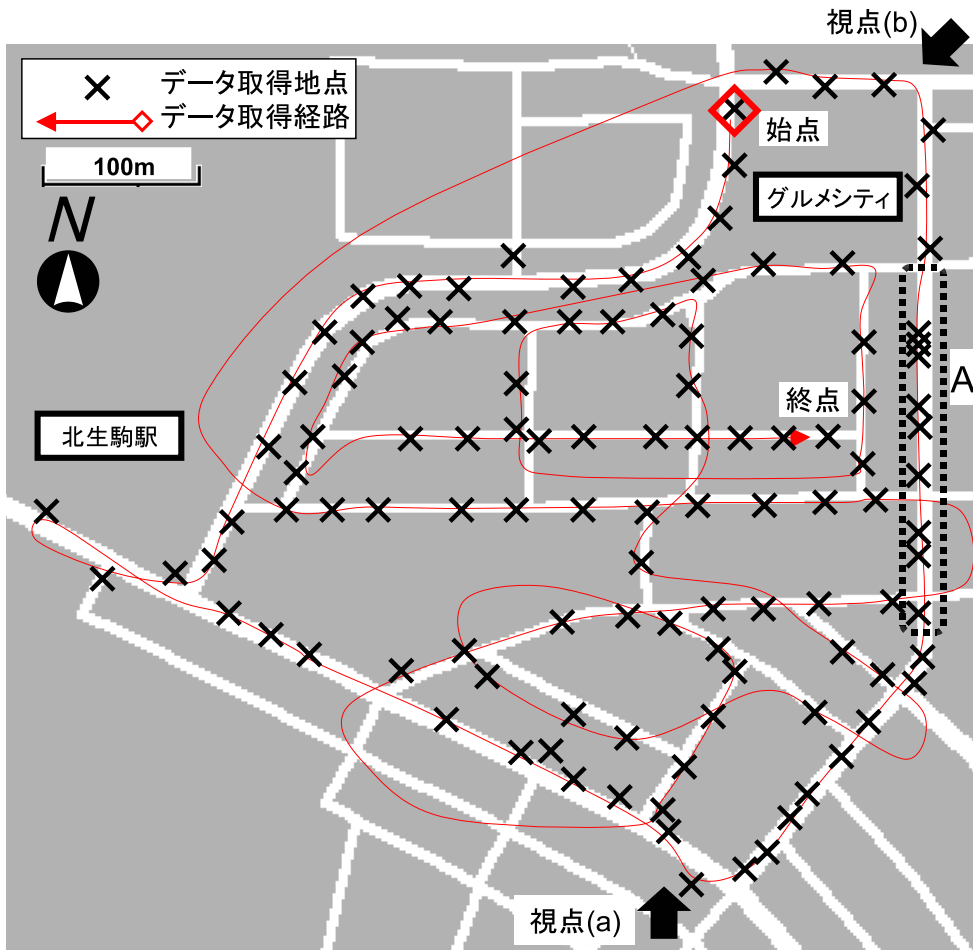 視点(b)
データ取得地点
データ取得経路
100m
始点
グルメシティ
N
A
終点
北生駒駅
視点(a)